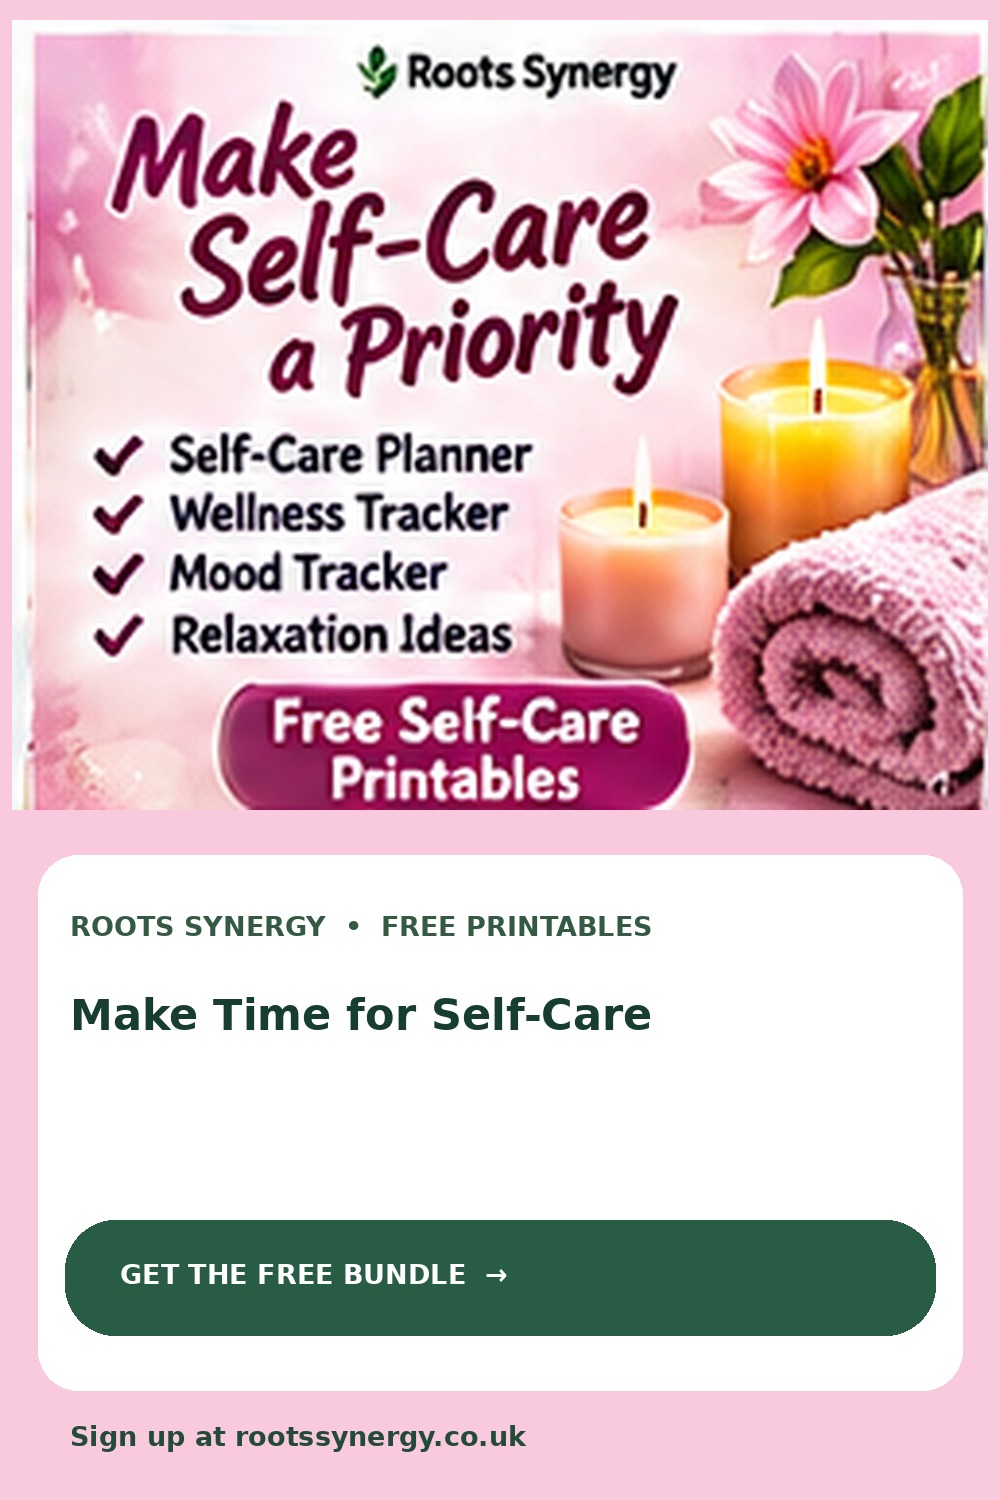 Roots Synergy
Make
Self-Care
a Priority
✔ Self-Care Planner
✔ Wellness Tracker
✔ Mood Tracker
✔ Relaxation Ideas
Free Self-Care
Printables
ROOTS SYNERGY • FREE PRINTABLES
Make Time for Self-Care
GET THE FREE BUNDLE →
Sign up at rootssynergy.co.uk